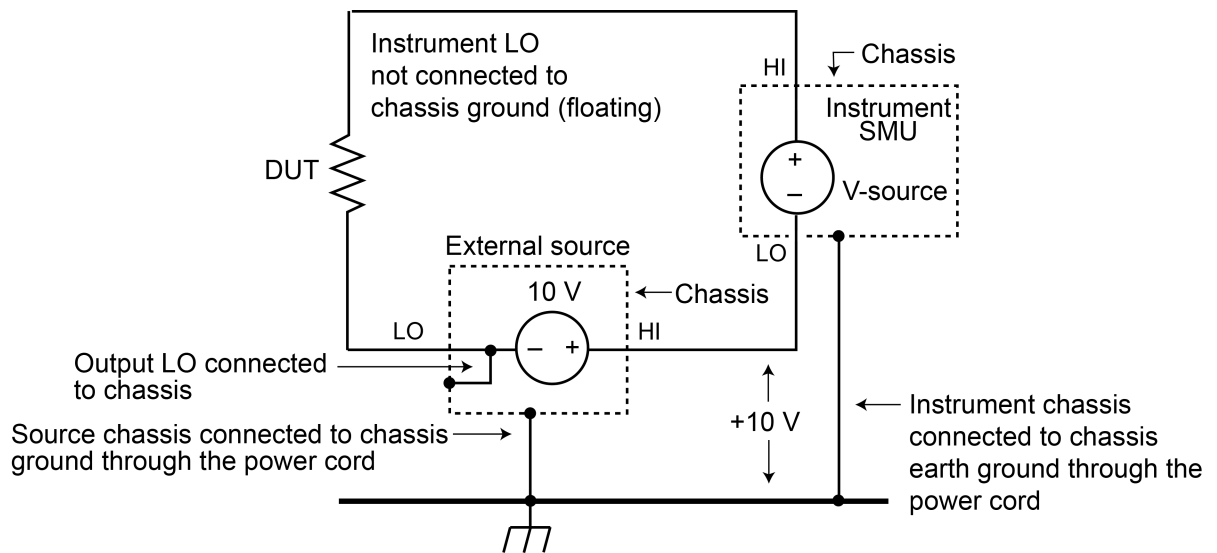 Instrument LO
not connected to
chassis ground (floating)
Chassis
HI
Instrument
SMU
+
–
V-source
DUT
LO
External source
10 V
Chassis
LO
– +
HI
Output LO connected
to chassis
+10 V
Source chassis connected to chassis
ground through the power cord
Instrument chassis
connected to chassis
earth ground through the
power cord